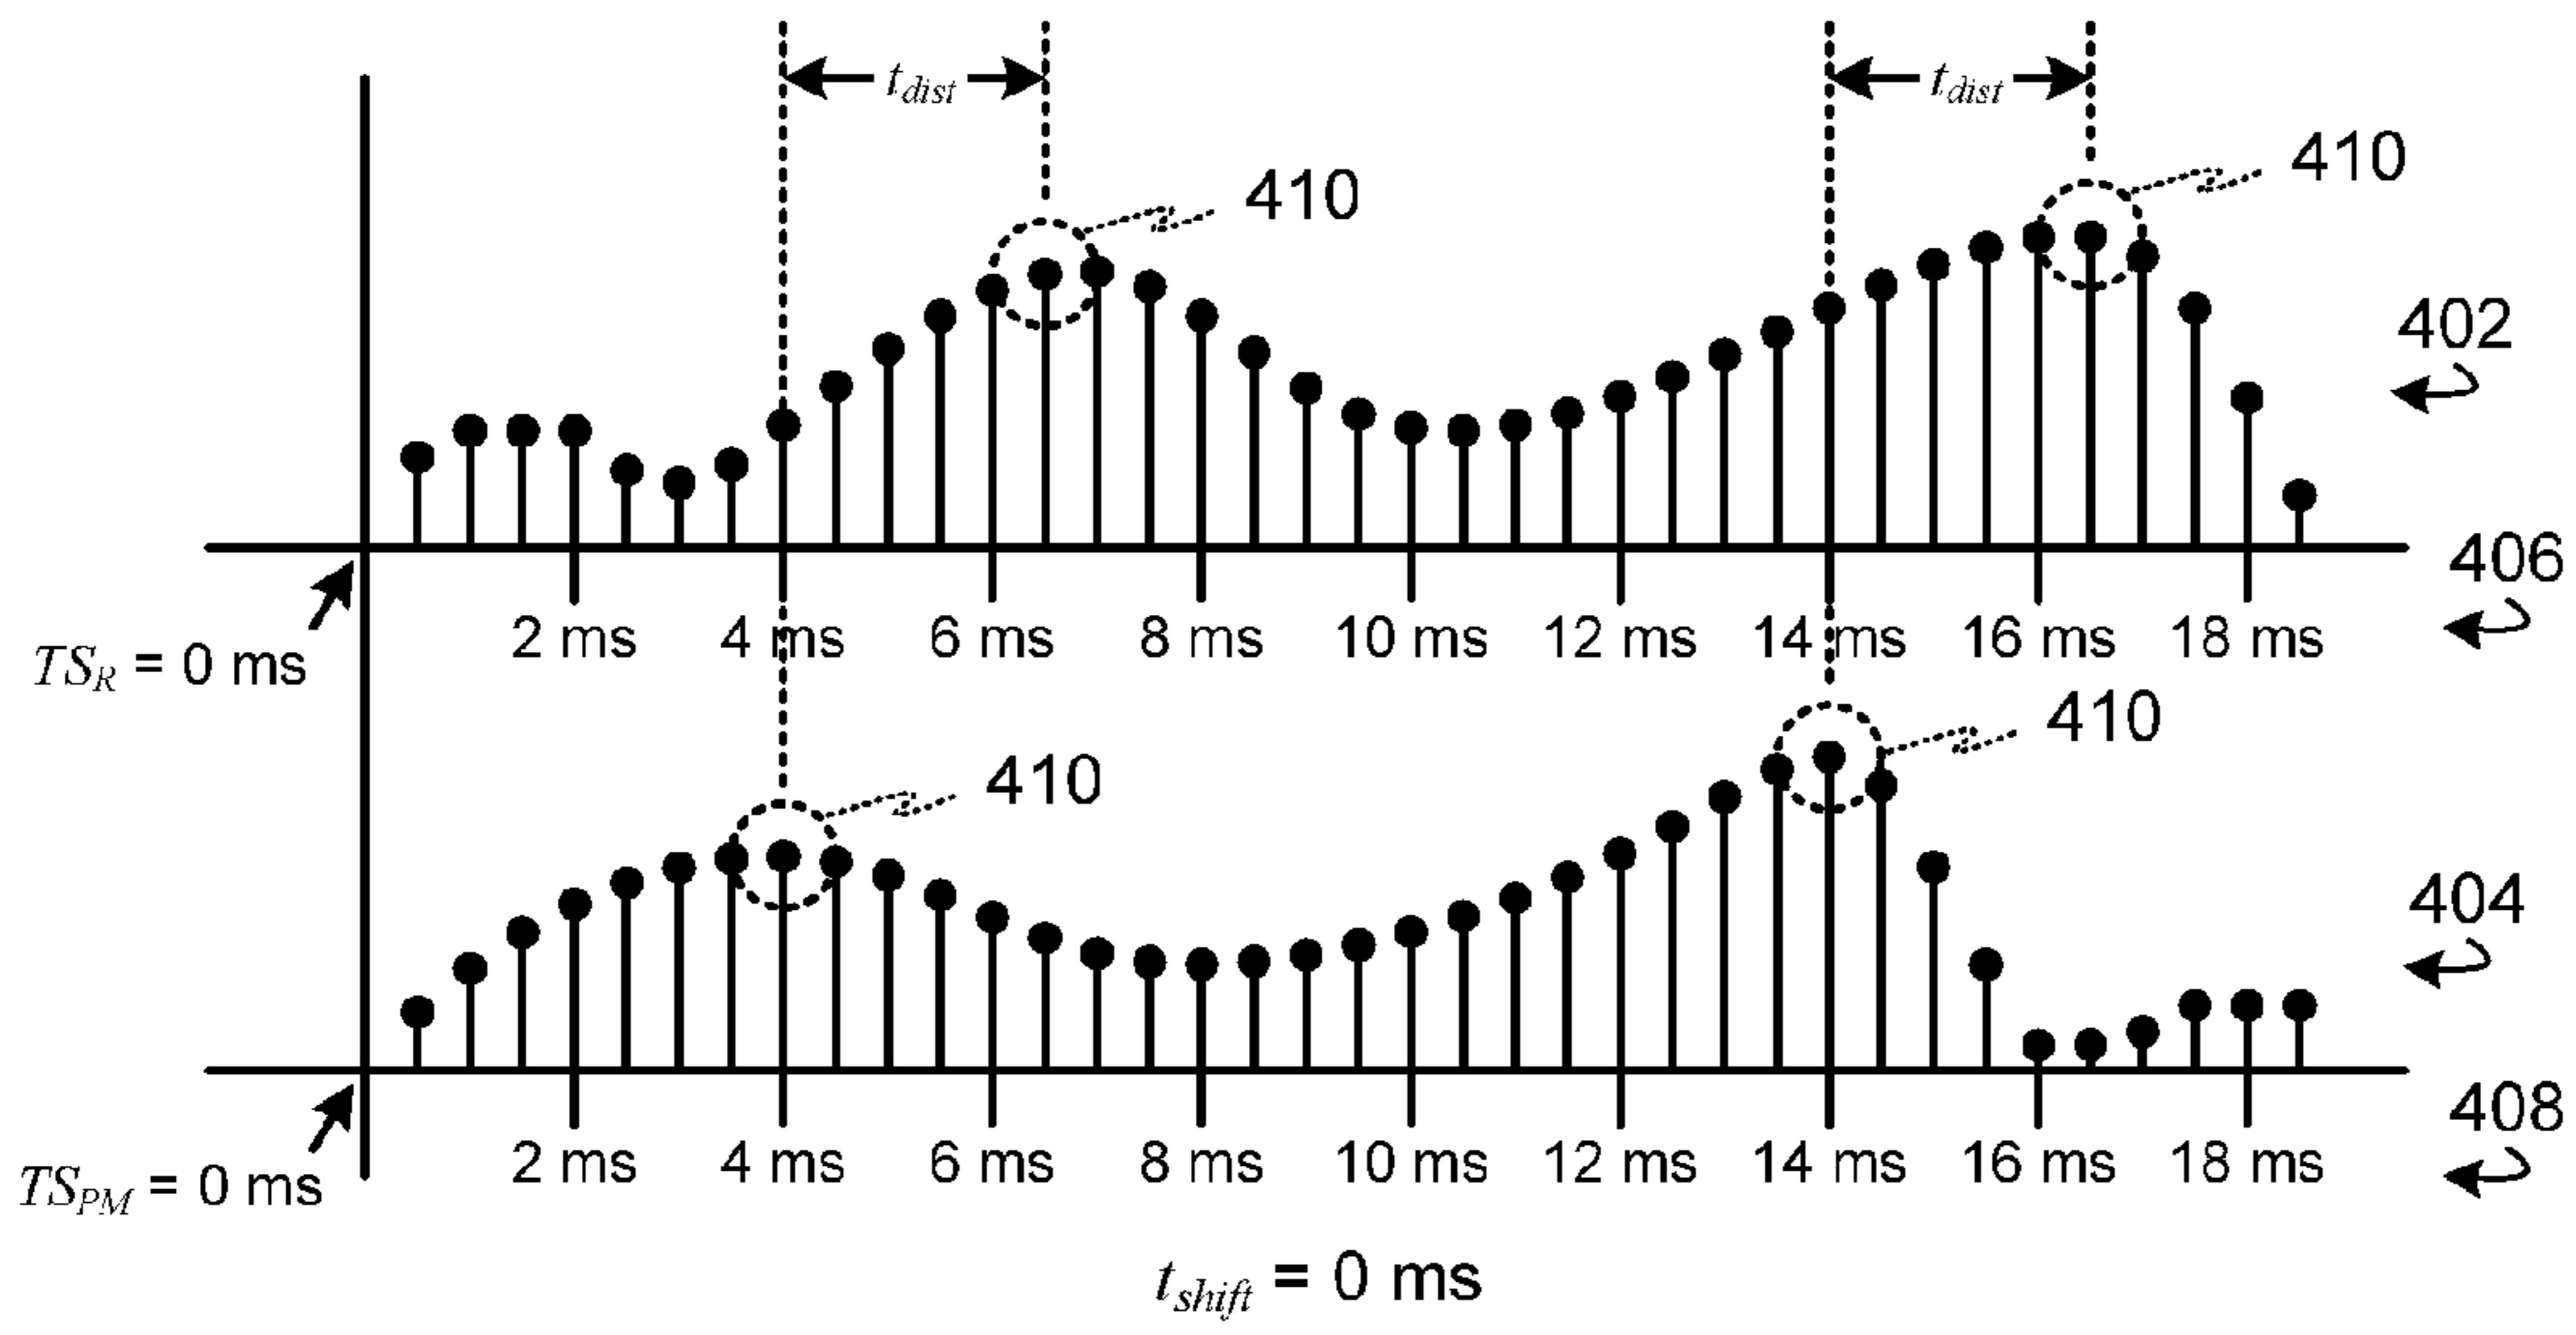 t_dist t_dist
410
410
402
406
2 ms 4 ms 6 ms 8 ms 10 ms 12 ms 14 ms 16 ms 18 ms
TS_R = 0 ms
410
410
404
408
2 ms 4 ms 6 ms 8 ms 10 ms 12 ms 14 ms 16 ms 18 ms
TS_PM = 0 ms
t_shift = 0 ms